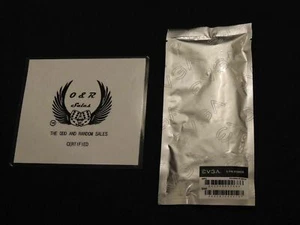 O & R
Sales
THE ODD AND RANDOM SALES
CERTIFIED
EVGA